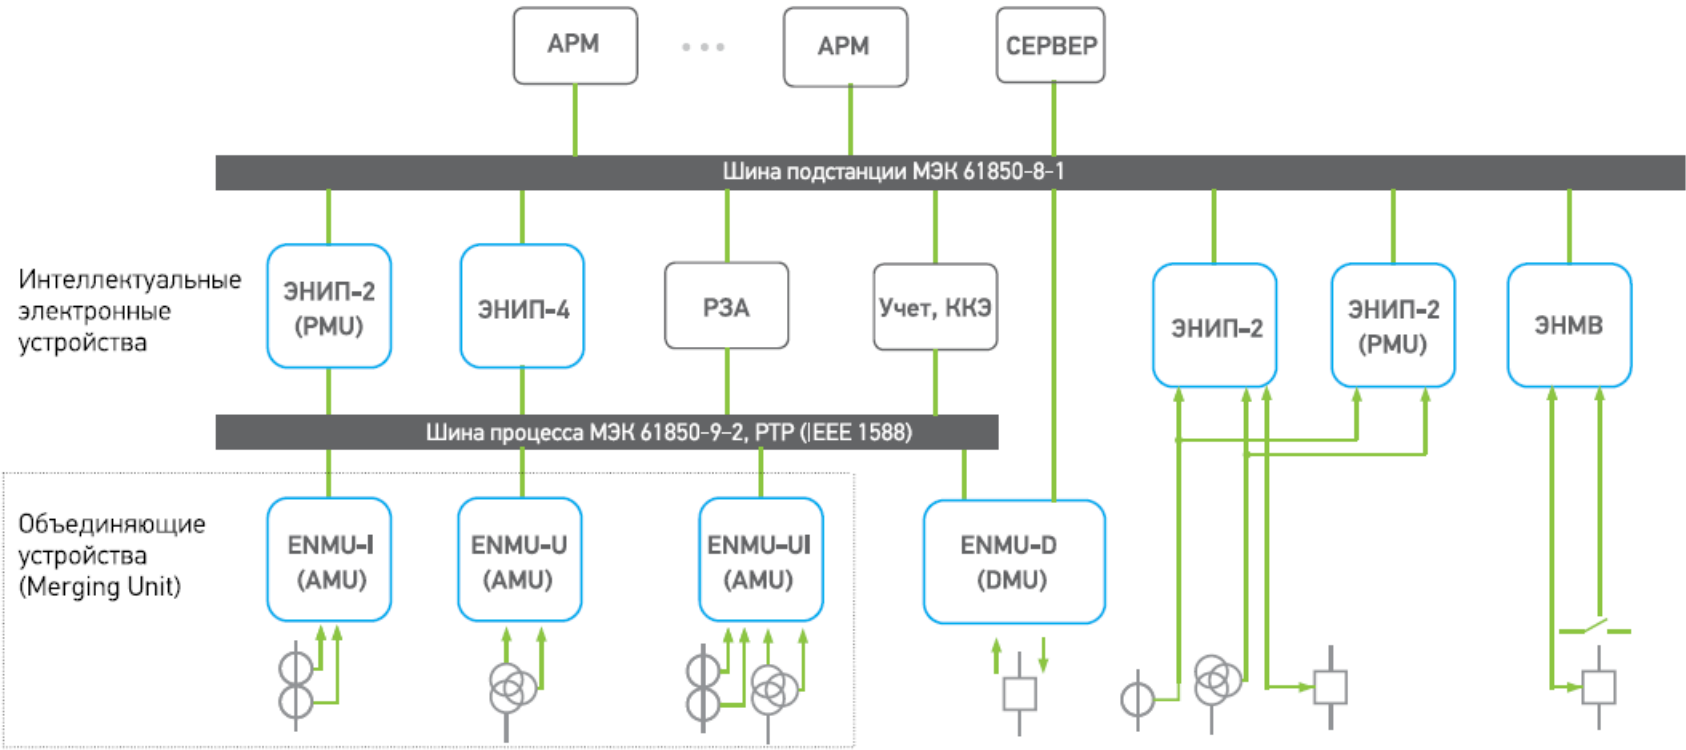 АРМ
АРМ
СЕРВЕР
Шина подстанции МЭК 61850-8-1
Интеллектуальные
электронные
устройства
ЭНИП-2
(PMU)
ЭНИП-4
РЗА
Учет, ККЭ
ЭНИП-2
ЭНИП-2
(PMU)
ЭНМВ
Шина процесса МЭК 61850-9-2, PTP (IEEE 1588)
Объединяющие
устройства
(Merging Unit)
ENMU-I
(AMU)
ENMU-U
(AMU)
ENMU-UI
(AMU)
ENMU-D
(DMU)